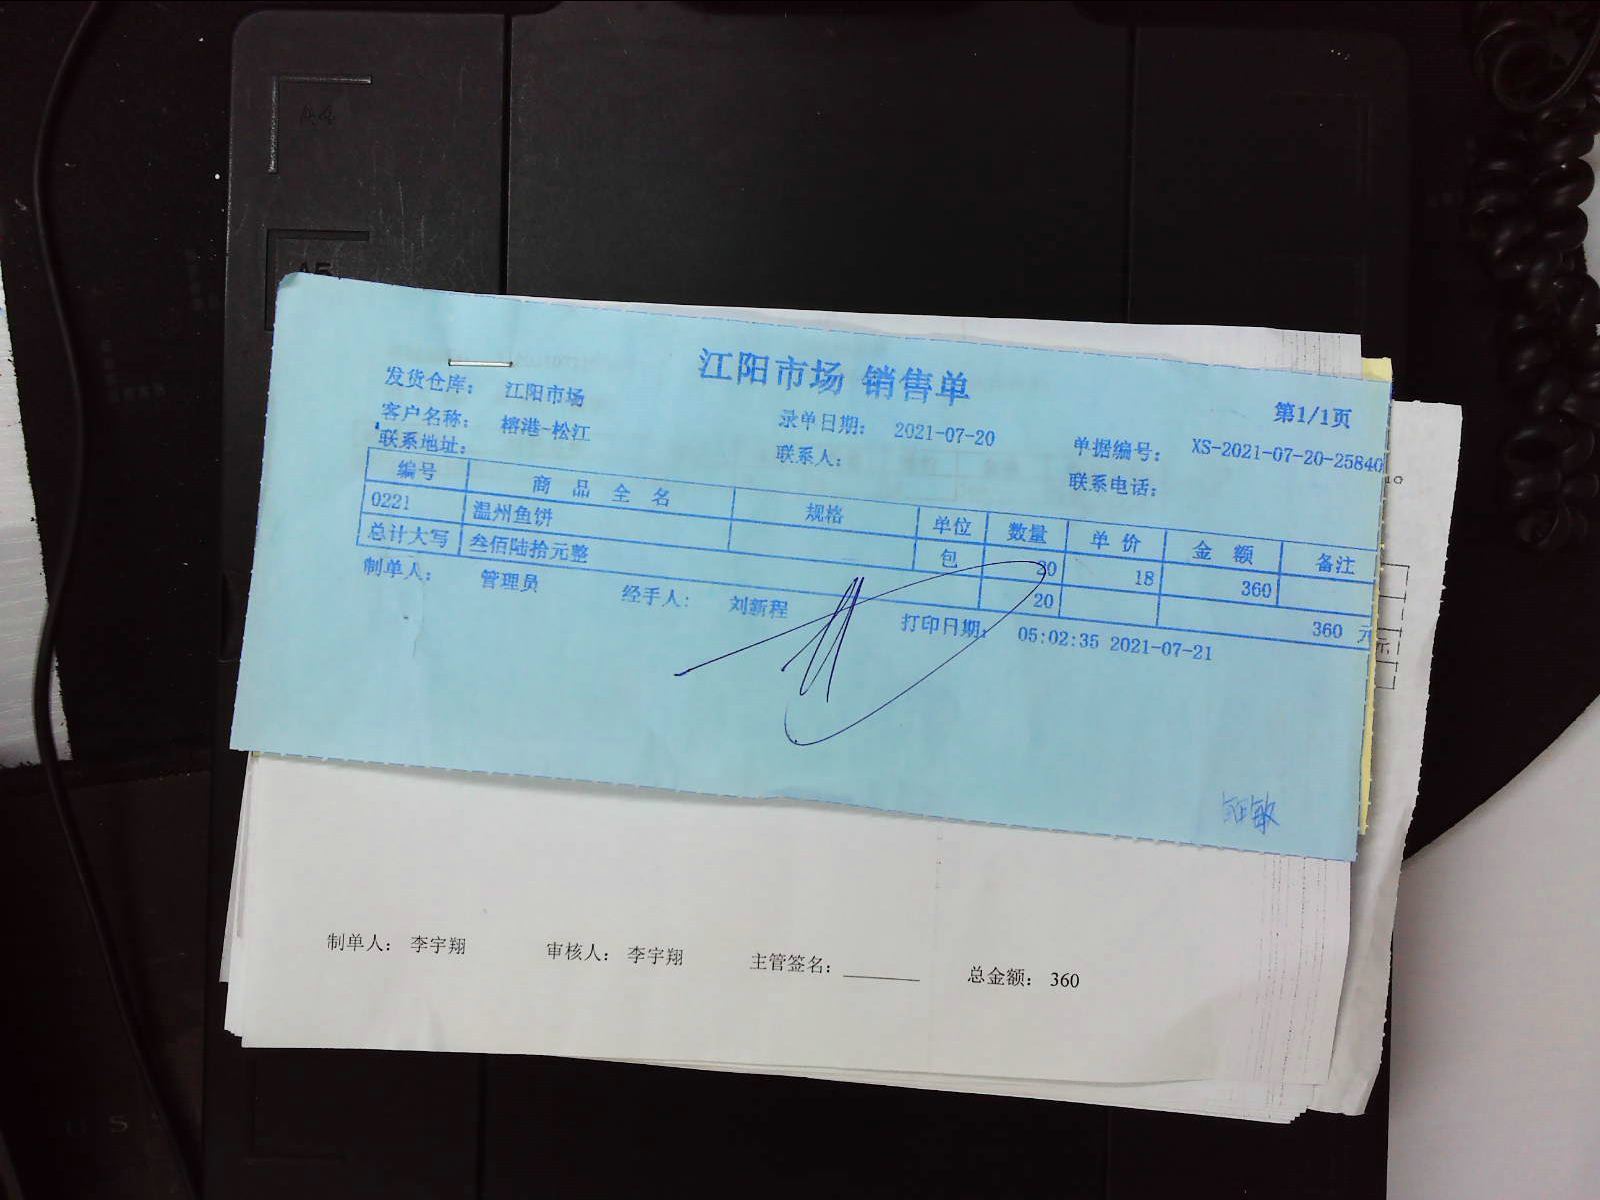 A4
A5
江阳市场 销售单
第1/1页
发货仓库： 江阳市场
客户名称： 榕港-松江 录单日期： 2021-07-20 单据编号： XS-2021-07-20-25840
联系地址： 联系人： 联系电话：
编号 商品全名 规格 单位 数量 单价 金额 备注
0221 温州鱼饼 包 20 18 360
总计大写 叁佰陆拾元整 20 360 元
制单人： 管理员 经手人： 刘新程 打印日期： 05:02:35 2021-07-21
制单人： 李宇翔 审核人： 李宇翔 主管签名：________ 总金额： 360